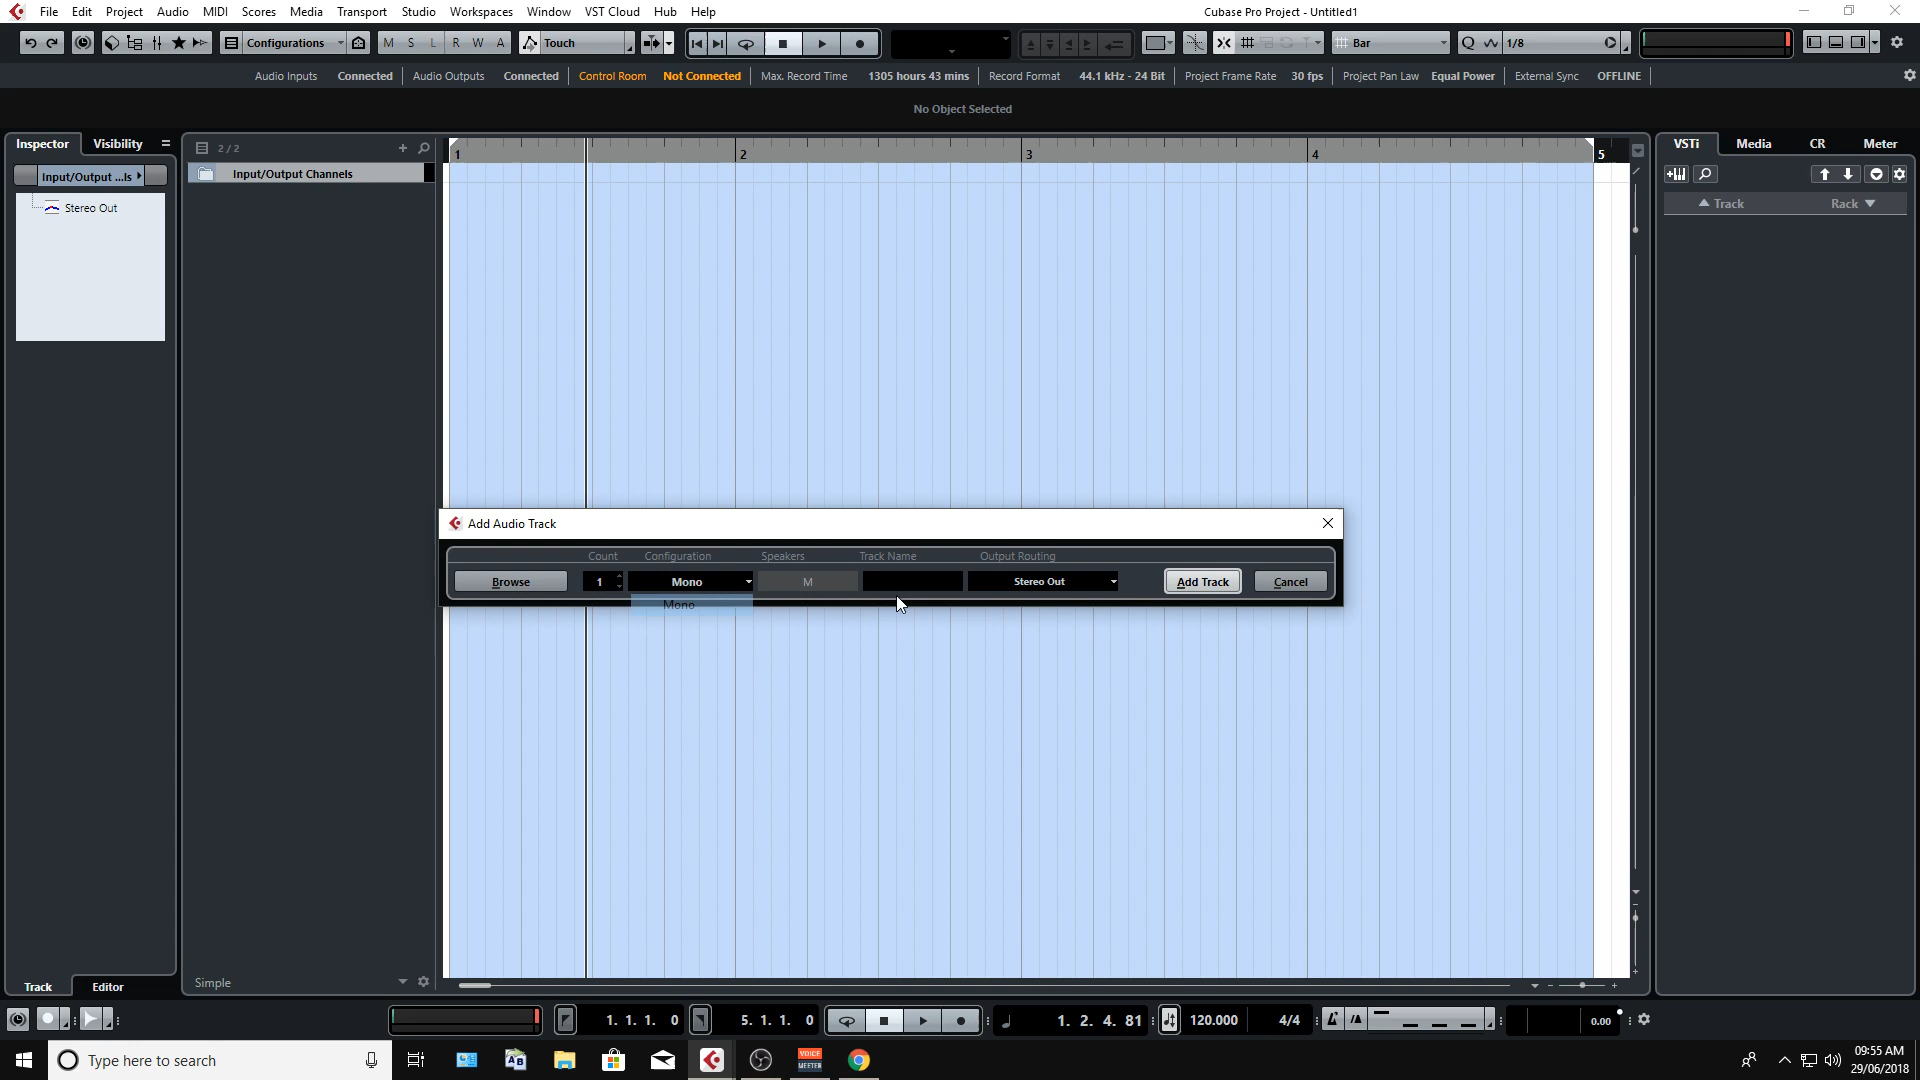 File Edit Project Audio MIDI Scores Media Transport Studio Workspaces Window VST Cloud Hub Help
Cubase Pro Project - Untitled1
Configurations M S L R W A Touch Bar Q 1/8
Audio Inputs Connected Audio Outputs Connected Control Room Not Connected Max. Record Time 1305 hours 43 mins Record Format 44.1 kHz - 24 Bit Project Frame Rate 30 fps Project Pan Law Equal Power External Sync OFFLINE
No Object Selected
Inspector Visibility 2/2 1 2 3 4 5 VSTi Media CR Meter
Input/Output ...ls Input/Output Channels
Stereo Out
Track Rack
Add Audio Track
Count Configuration Speakers Track Name Output Routing
Browse 1 Mono M Stereo Out Add Track Cancel
Mono
Simple
Track Editor
1. 1. 1. 0 5. 1. 1. 0 1. 2. 4. 81 120.000 4/4 0.00
Type here to search
VOICE
MEETER
09:55 AM
29/06/2018